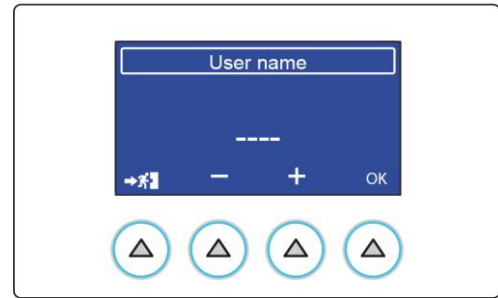 User name
----
− + OK